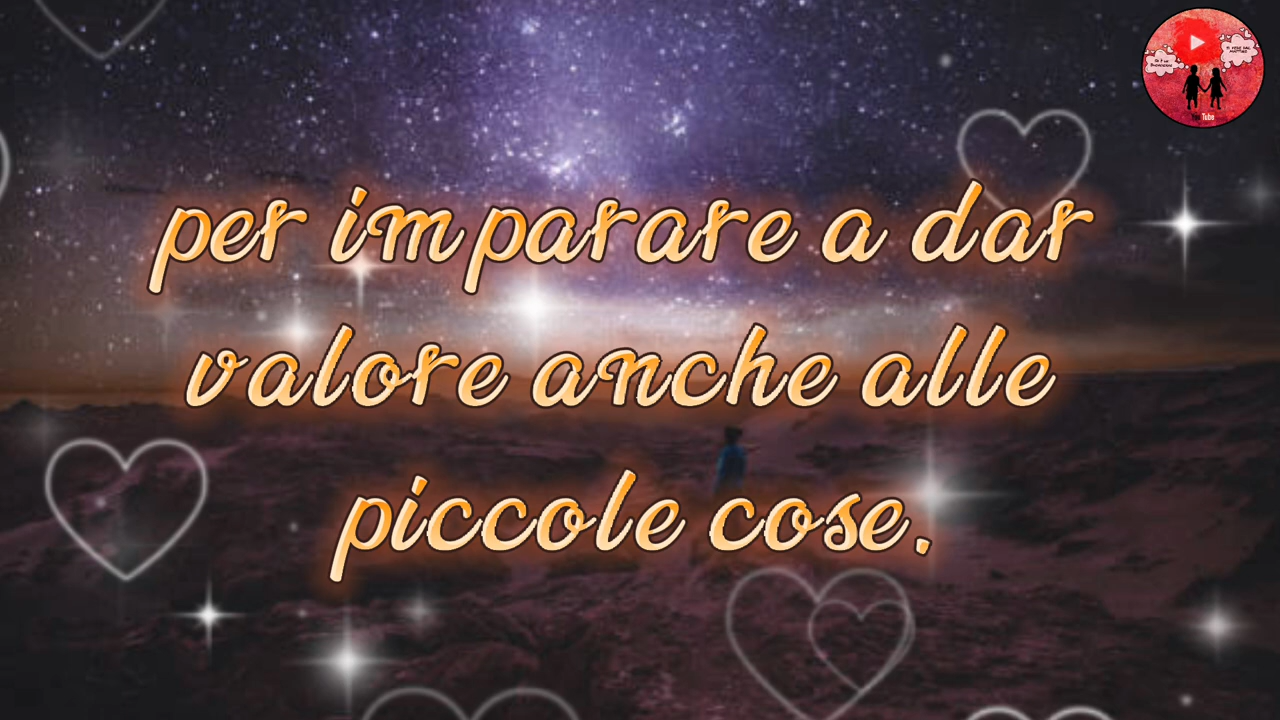 per imparare a dar
valore anche alle
piccole cose.